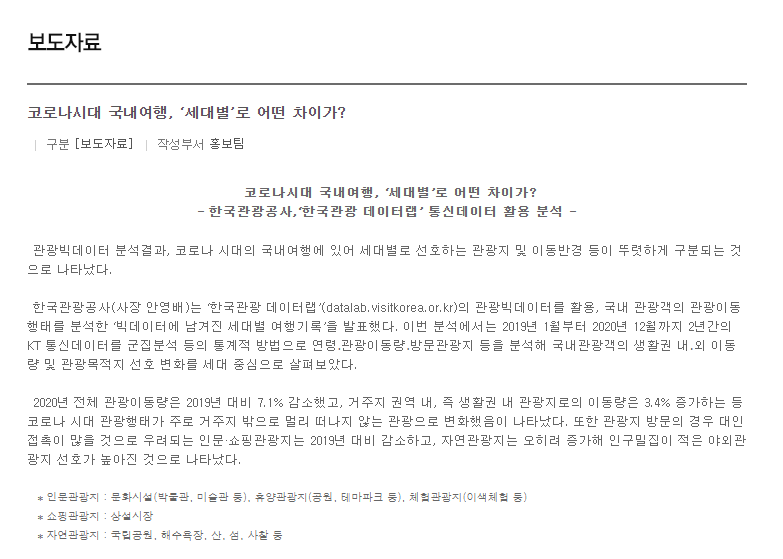 보도자료
코로나시대 국내여행, ‘세대별’로 어떤 차이가?
| 구분 [보도자료] | 작성부서 홍보팀
코로나시대 국내여행, ‘세대별’로 어떤 차이가?
- 한국관광공사,‘한국관광 데이터랩’ 통신데이터 활용 분석 -
관광빅데이터 분석결과, 코로나 시대의 국내여행에 있어 세대별로 선호하는 관광지 및 이동반경 등이 뚜렷하게 구분되는 것
으로 나타났다.
한국관광공사(사장 안영배)는 ‘한국관광 데이터랩’(datalab.visitkorea.or.kr)의 관광빅데이터를 활용, 국내 관광객의 관광이동
행태를 분석한 ‘빅데이터에 남겨진 세대별 여행기록’을 발표했다. 이번 분석에서는 2019년 1월부터 2020년 12월까지 2년간의
KT 통신데이터를 군집분석 등의 통계적 방법으로 연령.관광이동량.방문관광지 등을 분석해 국내관광객의 생활권 내.외 이동
량 및 관광목적지 선호 변화를 세대 중심으로 살펴보았다.
2020년 전체 관광이동량은 2019년 대비 7.1% 감소했고, 거주지 권역 내, 즉 생활권 내 관광지로의 이동량은 3.4% 증가하는 등
코로나 시대 관광행태가 주로 거주지 밖으로 멀리 떠나지 않는 관광으로 변화했음이 나타났다. 또한 관광지 방문의 경우 대인
접촉이 많을 것으로 우려되는 인문·쇼핑관광지는 2019년 대비 감소하고, 자연관광지는 오히려 증가해 인구밀집이 적은 야외관
광지 선호가 높아진 것으로 나타났다.
* 인문관광지 : 문화시설(박물관, 미술관 등), 휴양관광지(공원, 테마파크 등), 체험관광지(이색체험 등)
* 쇼핑관광지 : 상설시장
* 자연관광지 : 국립공원, 해수욕장, 산, 섬, 사찰 등